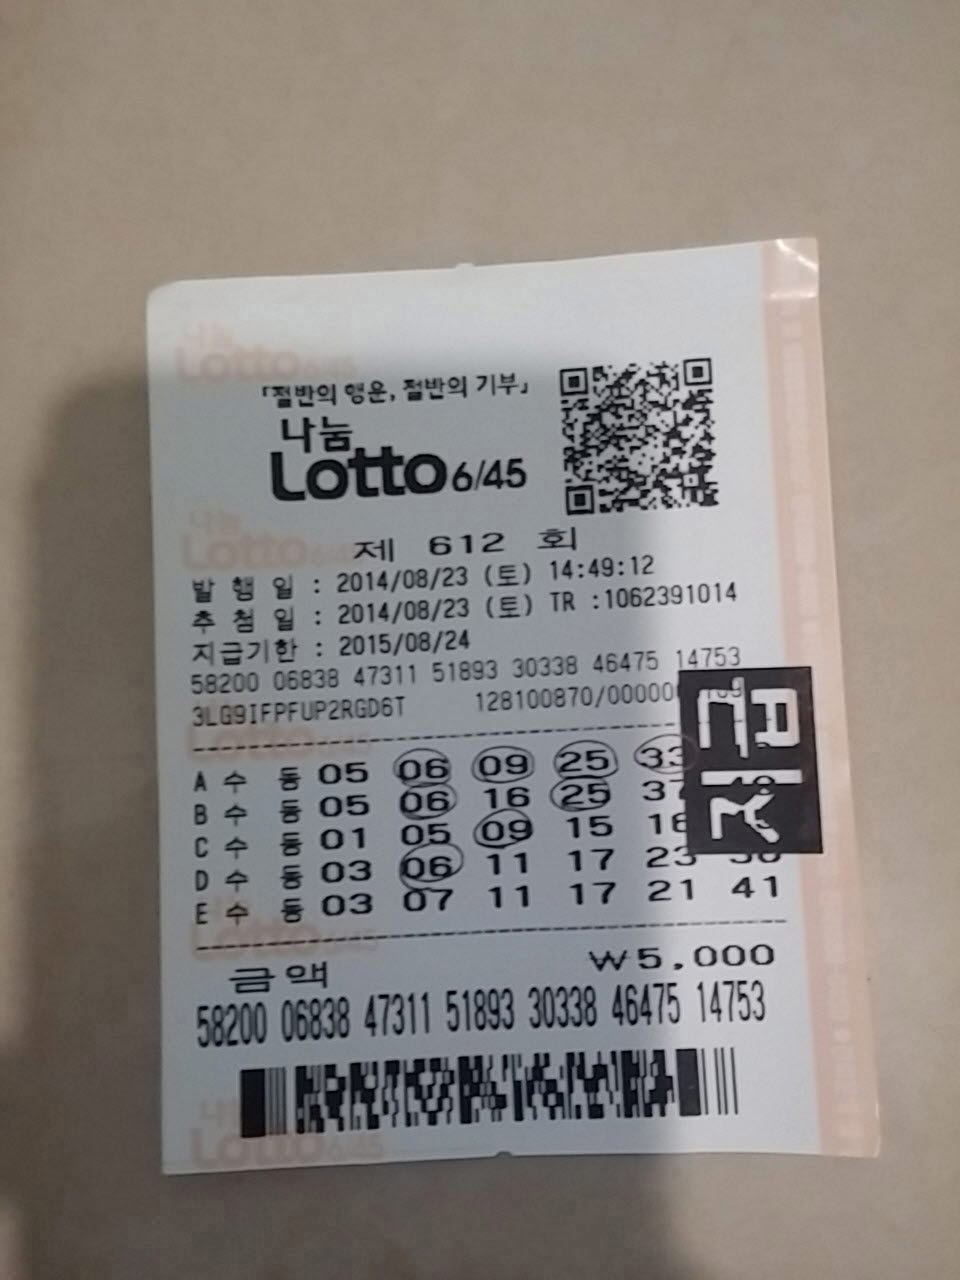 「절반의 행운, 절반의 기부」
나눔
Lotto 6/45
제 612 회
발 행 일 : 2014/08/23 (토) 14:49:12
추 첨 일 : 2014/08/23 (토) TR :1062391014
지급기한 : 2015/08/24
58200 06838 47311 51893 30338 46475 14753
3LG9IFPFUP2RGD6T 128100870/00000
A 수 동 05 06 09 25 33
B 수 동 05 06 16 25
C 수 동 01 05 09 15
D 수 동 03 06 11 17 23
E 수 동 03 07 11 17 21 41
금액 ₩5,000
58200 06838 47311 51893 30338 46475 14753